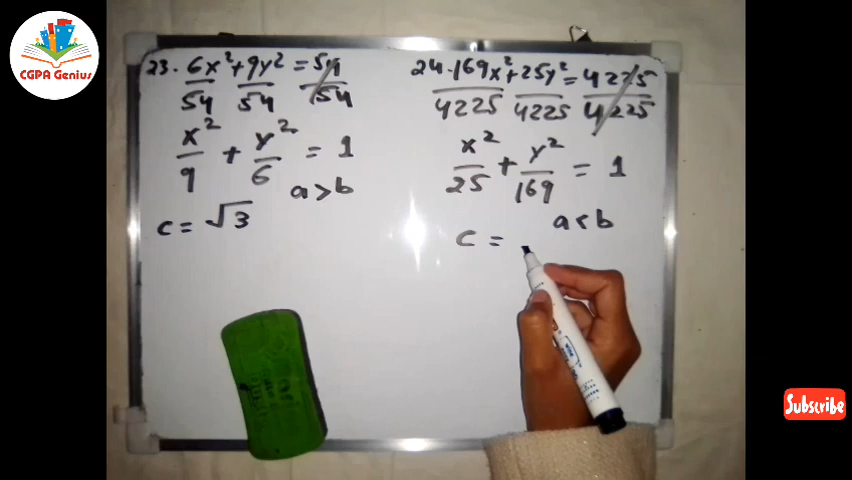 CGPA Genius
23. 6x² + 9y² = 54
54 54 54
x² + y² = 1
9 6
a > b
c = √3
24. 169x² + 25y² = 4225
4225 4225 4225
x² + y² = 1
25 169
a < b
c =
Subscribe